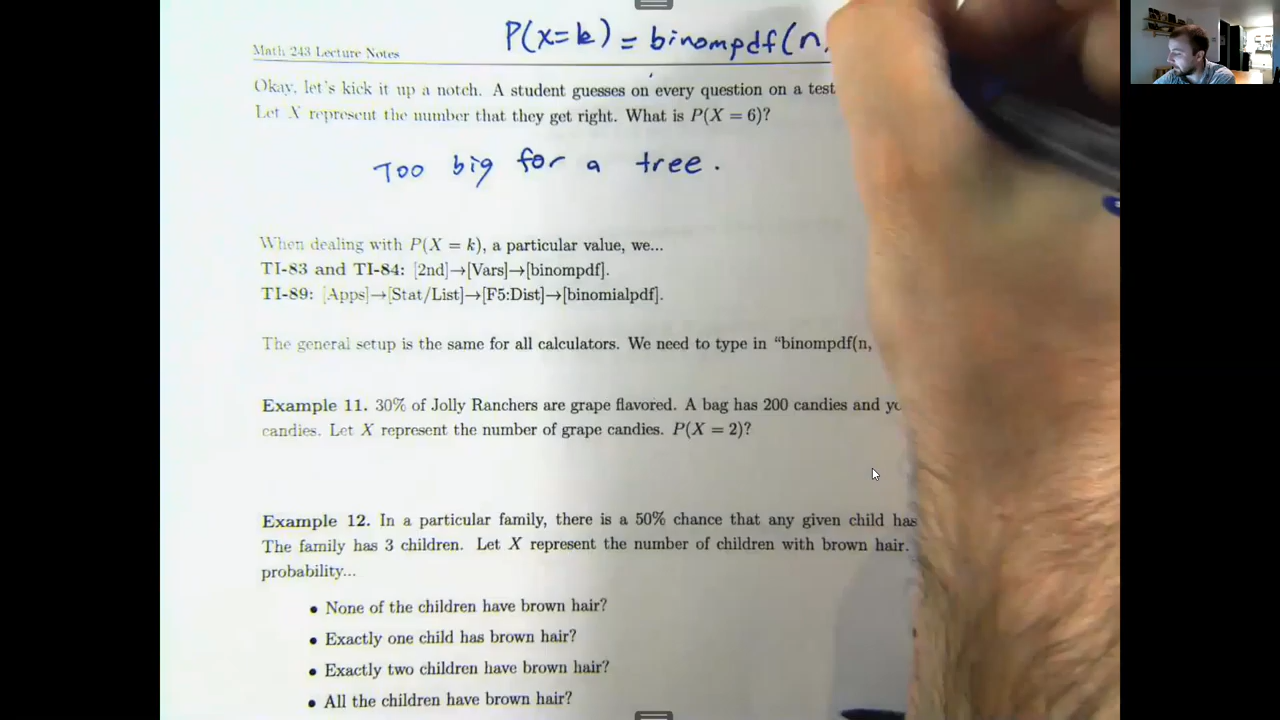 P(X=k) = binompdf(n,
Math 243 Lecture Notes
Okay, let's kick it up a notch. A student guesses on every question on a test
Let X represent the number that they get right. What is P(X = 6)?
Too big for a tree.
When dealing with P(X = k), a particular value, we...
TI-83 and TI-84: [2nd]→[Vars]→[binompdf].
TI-89: [Apps]→[Stat/List]→[F5:Dist]→[binomialpdf].
The general setup is the same for all calculators. We need to type in “binompdf(n,
Example 11. 30% of Jolly Ranchers are grape flavored. A bag has 200 candies and
candies. Let X represent the number of grape candies. P(X = 2)?
Example 12. In a particular family, there is a 50% chance that any given child has
The family has 3 children. Let X represent the number of children with brown hair.
probability...
• None of the children have brown hair?
• Exactly one child has brown hair?
• Exactly two children have brown hair?
• All the children have brown hair?